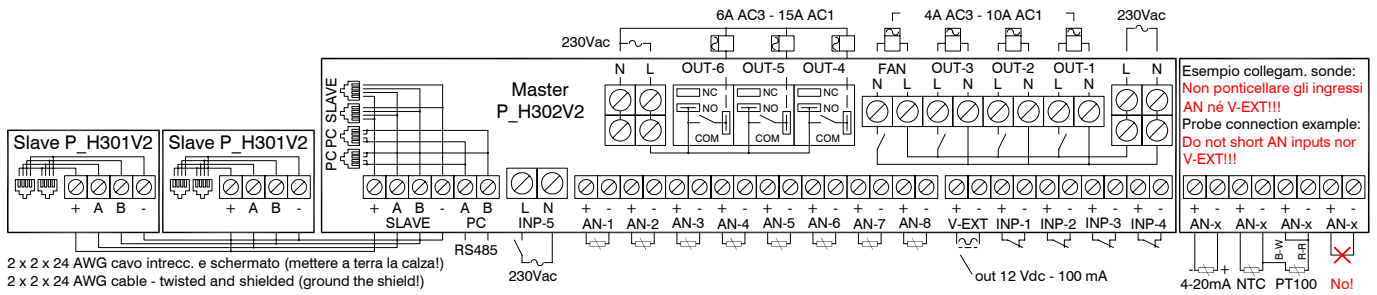 6A AC3 - 15A AC1
4A AC3 - 10A AC1
230Vac
230Vac
N L OUT-6 OUT-5 OUT-4 FAN OUT-3 OUT-2 OUT-1 L N
N L N L N L L N
NC NC NC
NO NO NO
COM COM COM
Master
P_H302V2
SLAVE
PC
PC
Slave P_H301V2
+ A B -
Slave P_H301V2
+ A B -
+ A B - A B
SLAVE PC
RS485
L N
INP-5
230Vac
+ - + - + - + - + - + - + - + -
AN-1 AN-2 AN-3 AN-4 AN-5 AN-6 AN-7 AN-8
+ - + - + - + - + -
V-EXT INP-1 INP-2 INP-3 INP-4
out 12 Vdc - 100 mA
Esempio collegam. sonde:
Non ponticellare gli ingressi
AN né V-EXT!!!
Probe connection example:
Do not short AN inputs nor
V-EXT!!!
+ - + - + - + -
AN-x AN-x AN-x AN-x
B-W
R-R
- +
4-20mA NTC PT100 No!
2 x 2 x 24 AWG cavo intrecc. e schermato (mettere a terra la calza!)
2 x 2 x 24 AWG cable - twisted and shielded (ground the shield!)